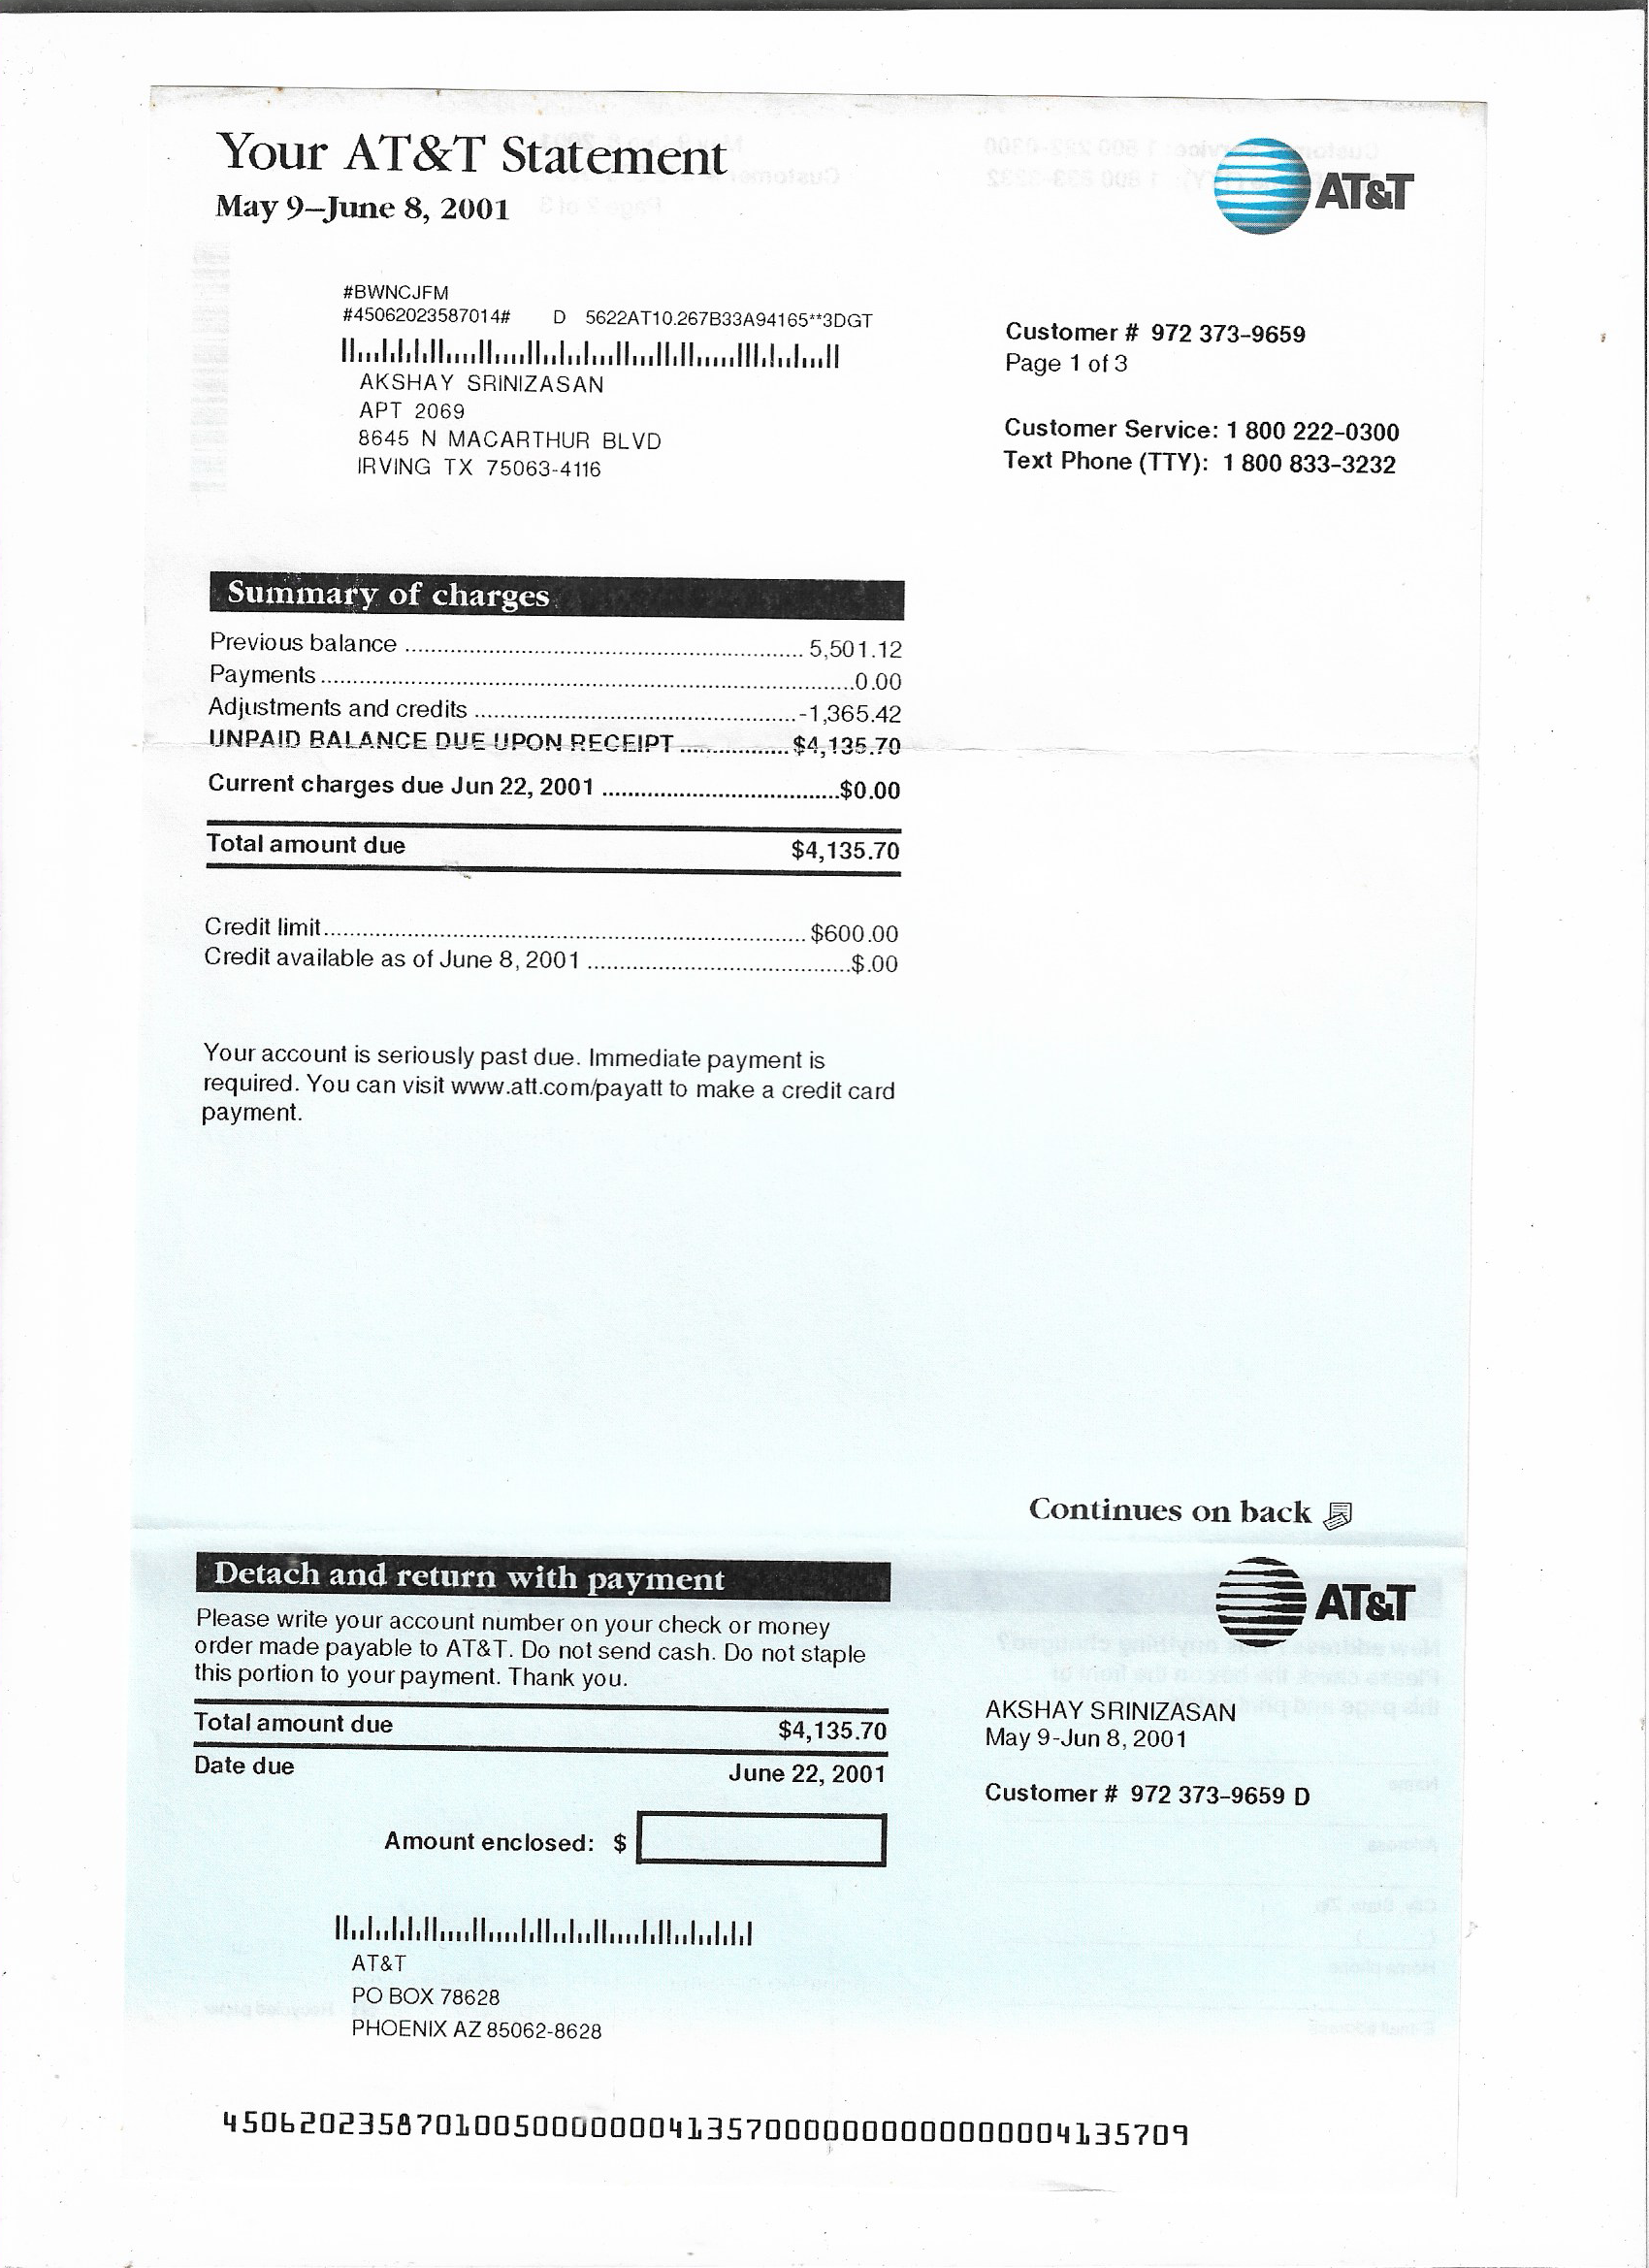 Your AT&T Statement
May 9–June 8, 2001
AT&T
#BWNCJFM
#45062023587014# D 5622AT10.267B33A94165**3DGT
AKSHAY SRINIZASAN
APT 2069
8645 N MACARTHUR BLVD
IRVING TX 75063-4116
Customer # 972 373–9659
Page 1 of 3
Customer Service: 1 800 222–0300
Text Phone (TTY): 1 800 833–3232
Summary of charges
Previous balance ............ 5,501.12
Payments ............ 0.00
Adjustments and credits ............ -1,365.42
UNPAID BALANCE DUE UPON RECEIPT ............ $4,135.70
Current charges due Jun 22, 2001 ............ $0.00
Total amount due $4,135.70
Credit limit ............ $600.00
Credit available as of June 8, 2001 ............ $.00
Your account is seriously past due. Immediate payment is
required. You can visit www.att.com/payatt to make a credit card
payment.
Continues on back
Detach and return with payment
AT&T
Please write your account number on your check or money
order made payable to AT&T. Do not send cash. Do not staple
this portion to your payment. Thank you.
Total amount due $4,135.70
Date due June 22, 2001
AKSHAY SRINIZASAN
May 9-Jun 8, 2001
Customer # 972 373–9659 D
Amount enclosed: $
AT&T
PO BOX 78628
PHOENIX AZ 85062-8628
45062023587010050000000413570000000000000004135709